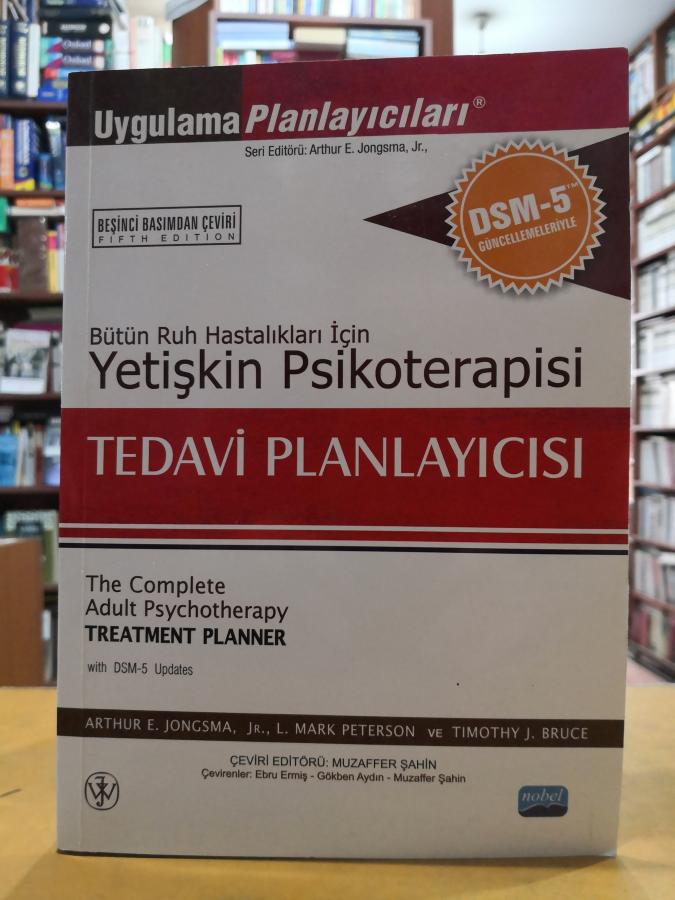 Uygulama Planlayıcıları®
Seri Editörü: Arthur E. Jongsma, Jr.,
DSM-5™
GÜNCELLEMELERİYLE
BEŞİNCİ BASIMDAN ÇEVİRİ
FIFTH EDITION
Bütün Ruh Hastalıkları İçin
Yetişkin Psikoterapisi
TEDAVİ PLANLAYICISI
The Complete
Adult Psychotherapy
TREATMENT PLANNER
with DSM-5 Updates
ARTHUR E. JONGSMA, JR., L. MARK PETERSON VE TIMOTHY J. BRUCE
ÇEVİRİ EDİTÖRÜ: MUZAFFER ŞAHİN
Çevirenler: Ebru Ermiş - Gökben Aydın - Muzaffer Şahin
nobel